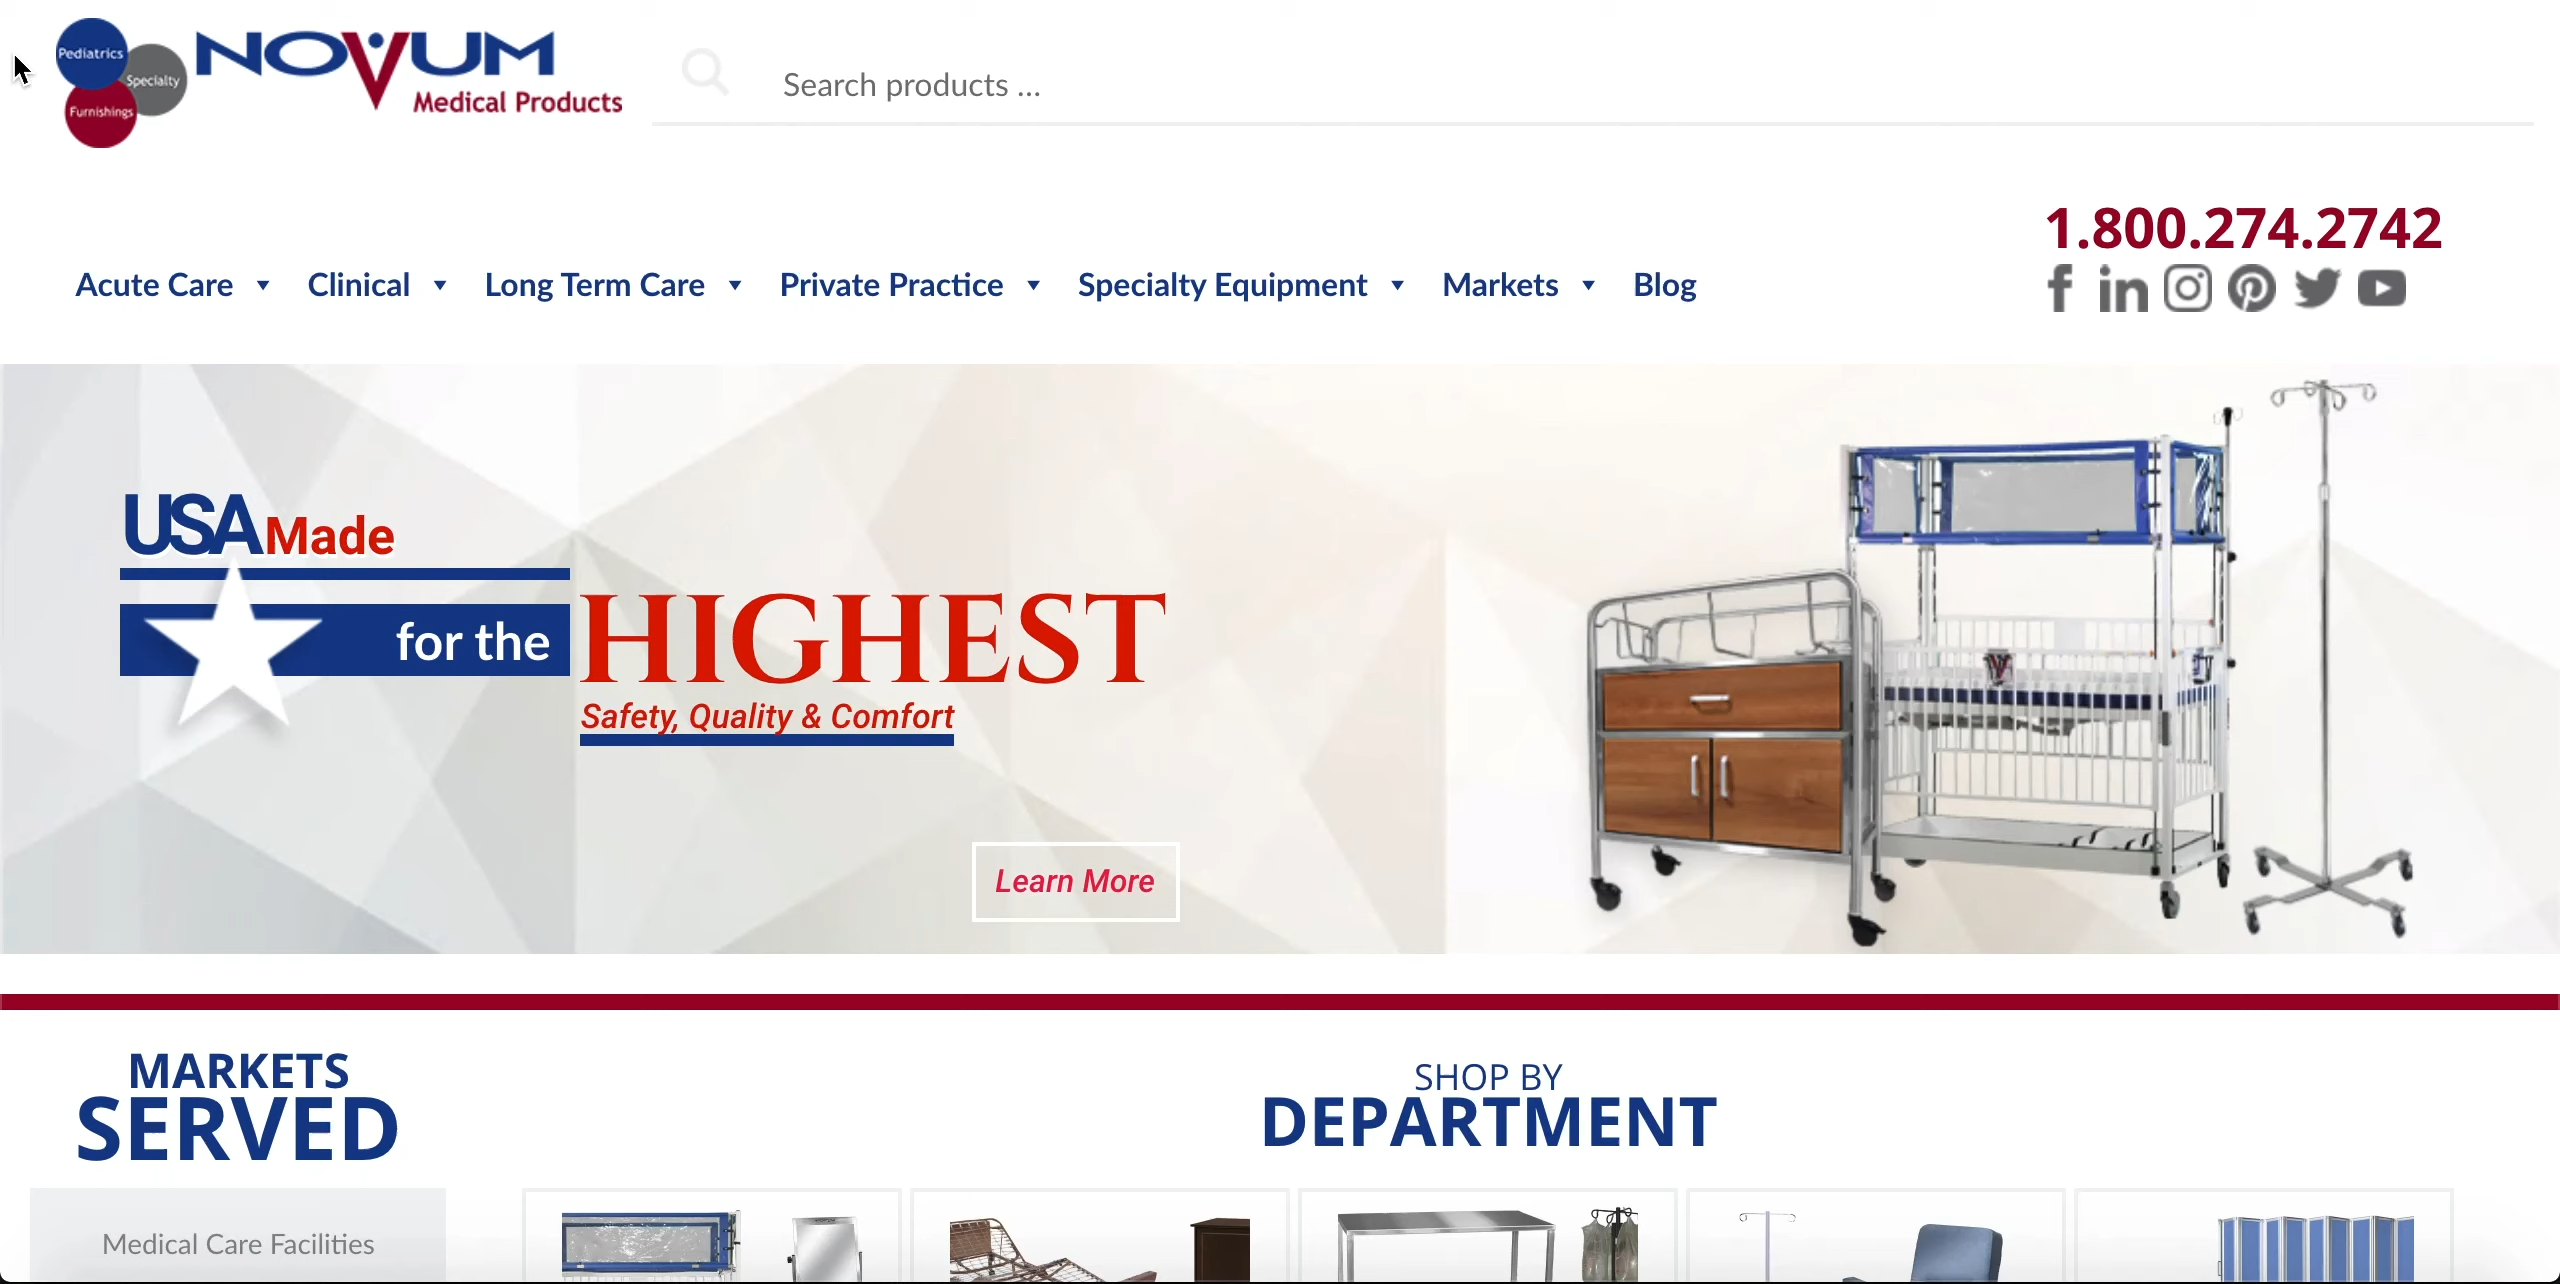 Pediatrics
Specialty
Furnishings
NOVUM
Medical Products
Search products ...
1.800.274.2742
Acute Care Clinical Long Term Care Private Practice Specialty Equipment Markets Blog
USA Made
for the HIGHEST
Safety, Quality & Comfort
Learn More
MARKETS
SERVED
SHOP BY
DEPARTMENT
Medical Care Facilities